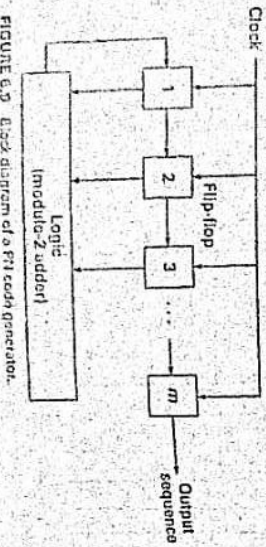 Clock
Flip-flop
1
2
3
...
m
Output
sequence
Logic
(modulo-2 adder)
FIGURE 6.9 Block diagram of a PN code generator.